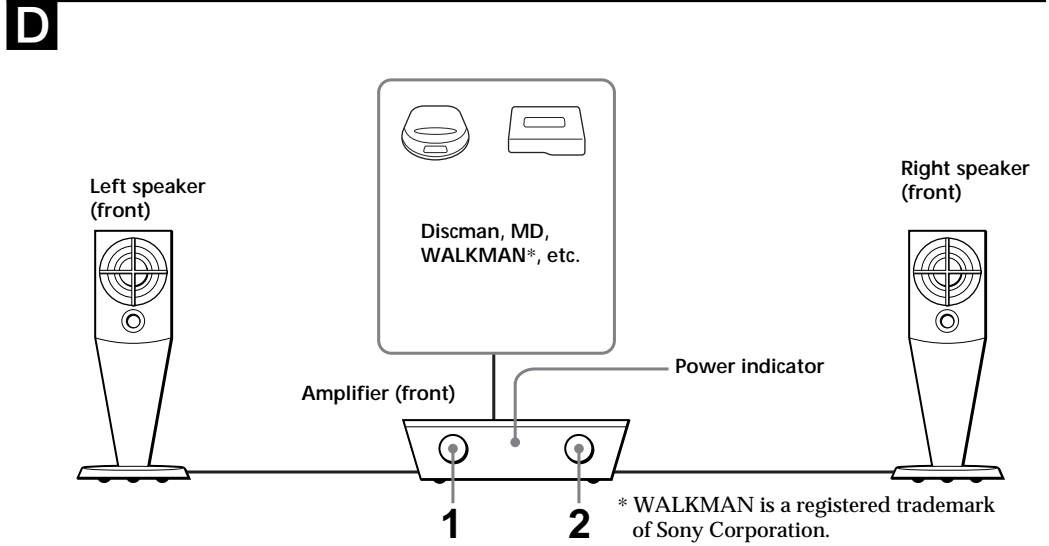 D
Left speaker
(front)
Discman, MD,
WALKMAN*, etc.
Right speaker
(front)
Amplifier (front)
Power indicator
1
2
* WALKMAN is a registered trademark
of Sony Corporation.